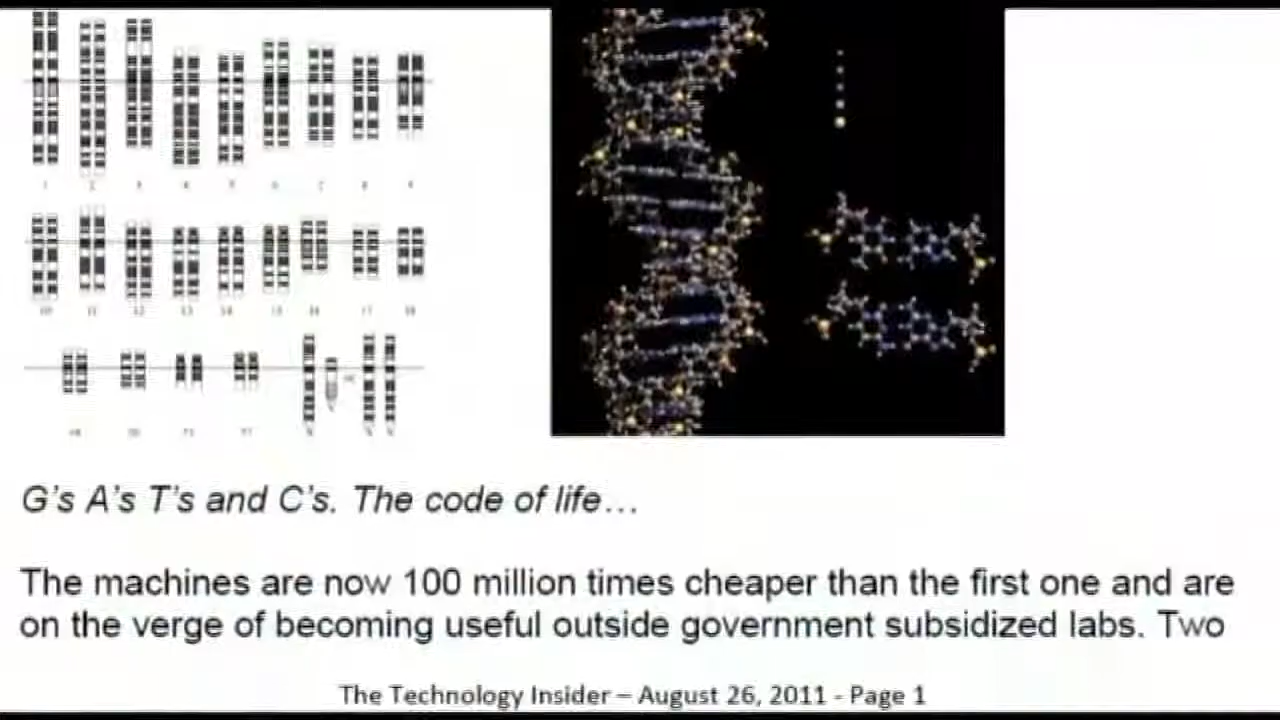 G's A's T's and C's. The code of life...
The machines are now 100 million times cheaper than the first one and are
on the verge of becoming useful outside government subsidized labs. Two
The Technology Insider – August 26, 2011 - Page 1